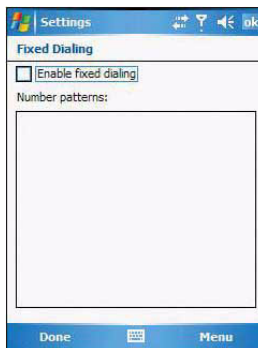 Settings
ok
Fixed Dialing
Enable fixed dialing
Number patterns:
Done
Menu